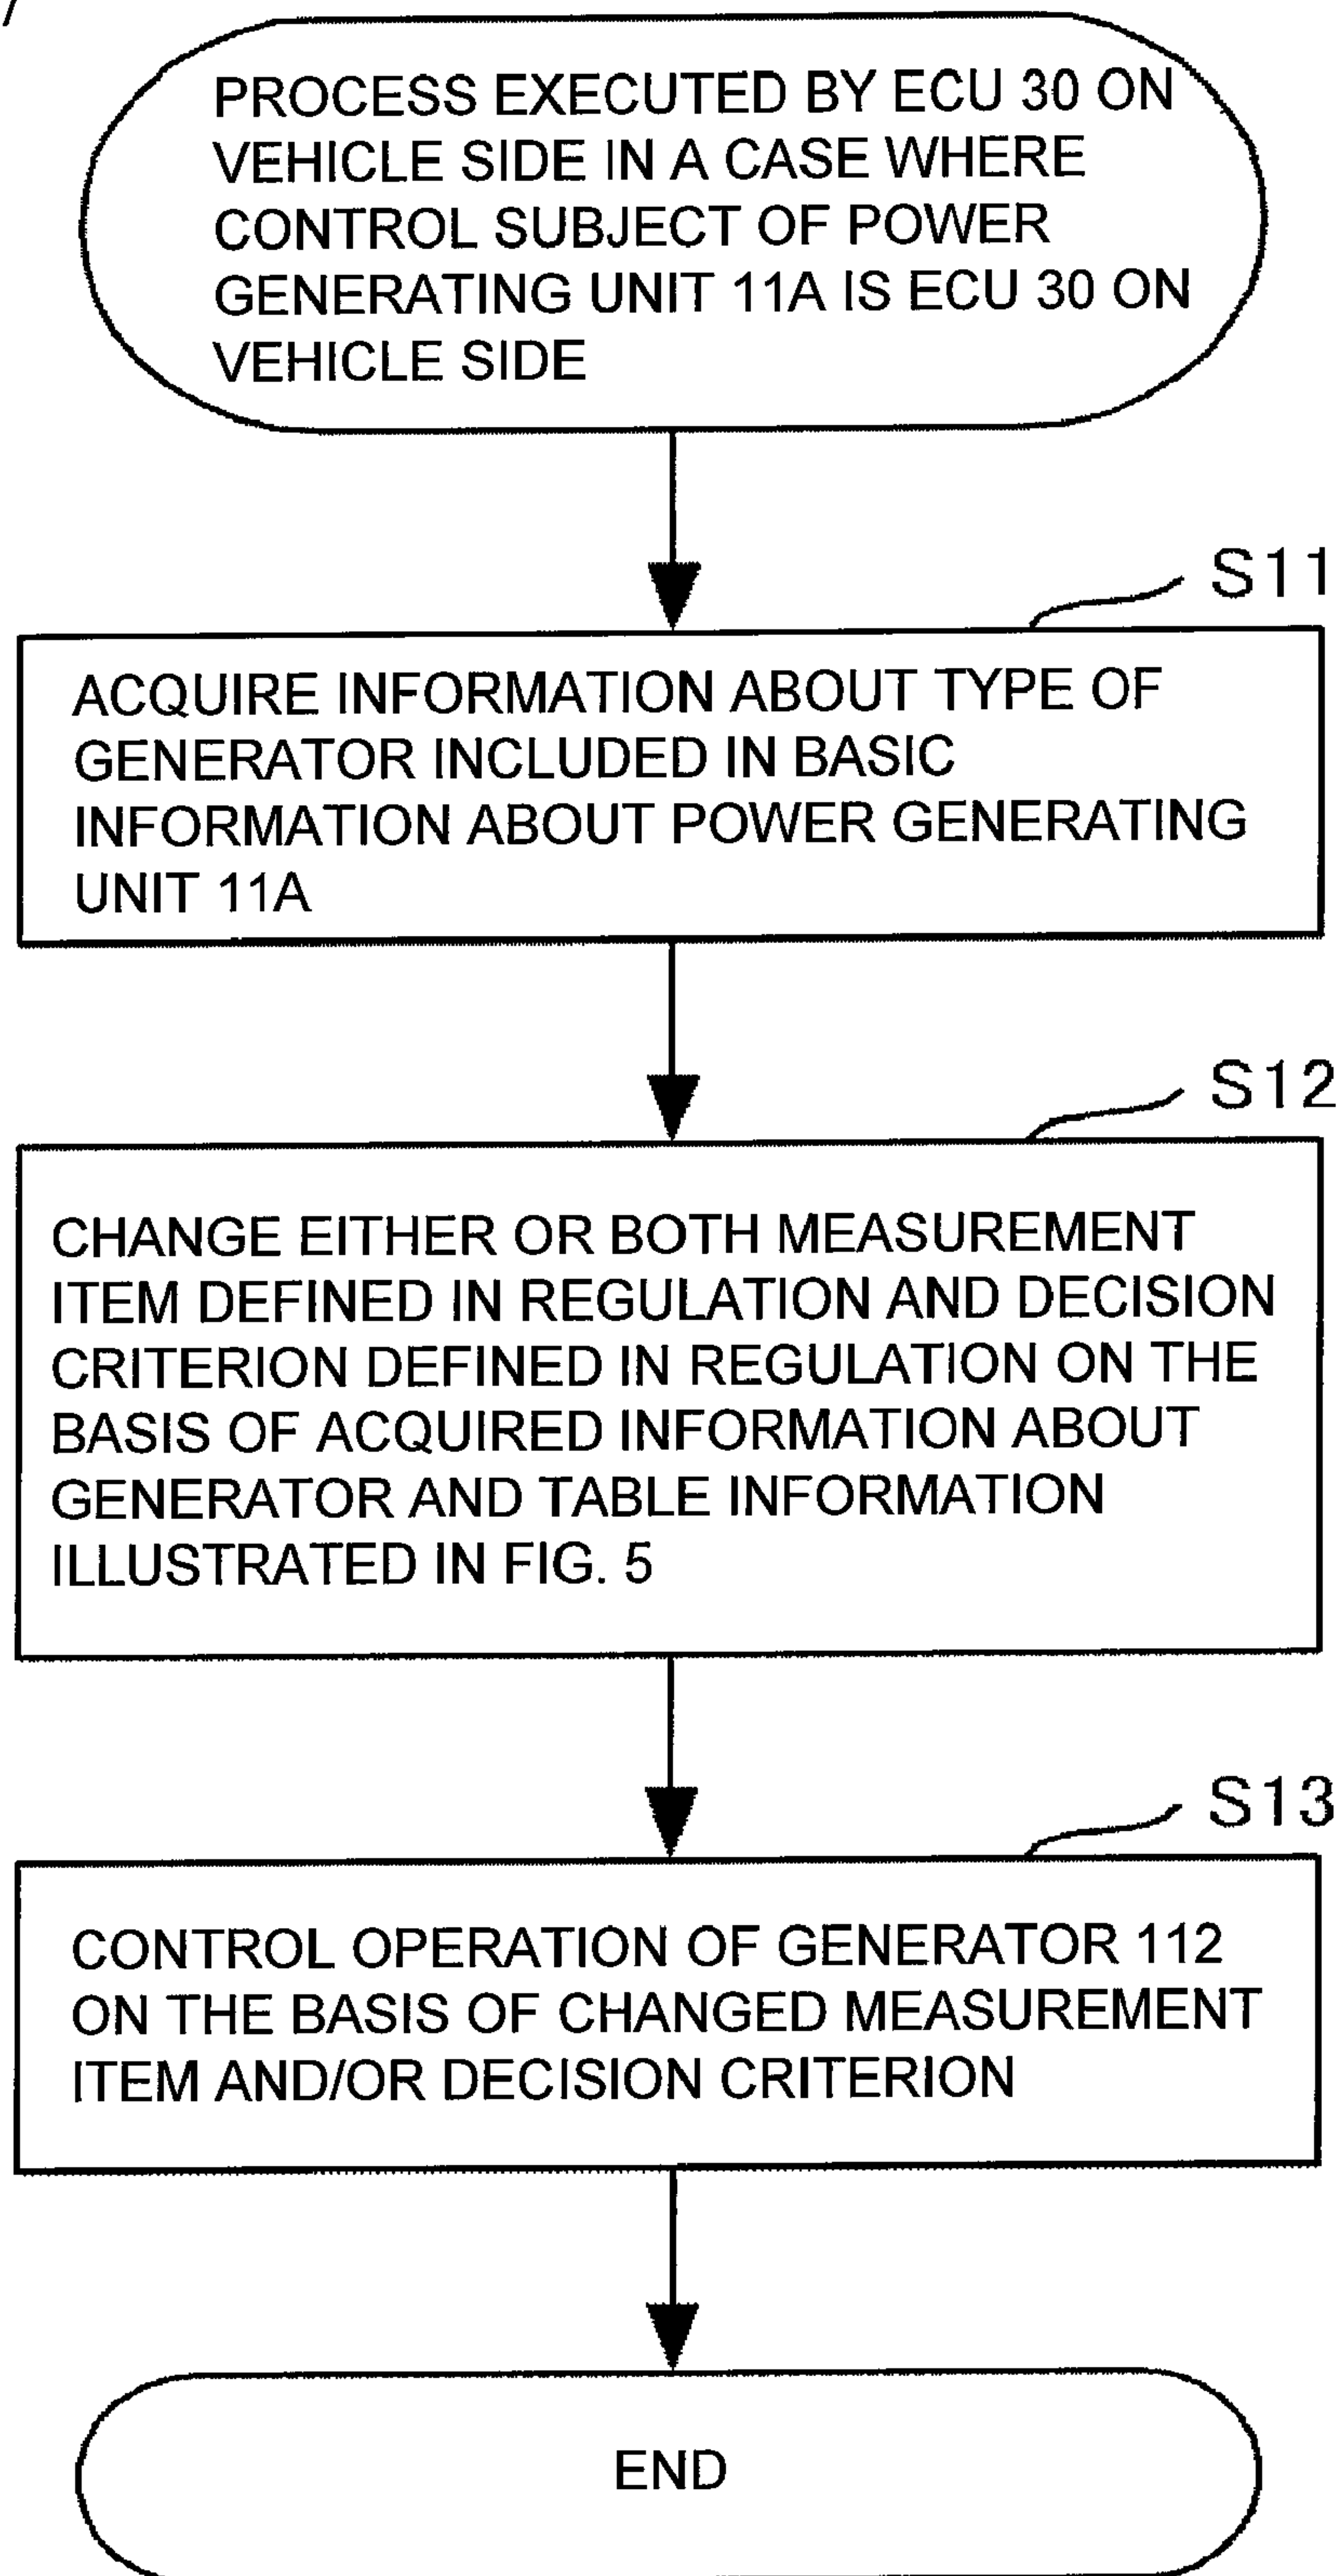 PROCESS EXECUTED BY ECU 30 ON
VEHICLE SIDE IN A CASE WHERE
CONTROL SUBJECT OF POWER
GENERATING UNIT 11A IS ECU 30 ON
VEHICLE SIDE
S11
ACQUIRE INFORMATION ABOUT TYPE OF
GENERATOR INCLUDED IN BASIC
INFORMATION ABOUT POWER GENERATING
UNIT 11A
S12
CHANGE EITHER OR BOTH MEASUREMENT
ITEM DEFINED IN REGULATION AND DECISION
CRITERION DEFINED IN REGULATION ON THE
BASIS OF ACQUIRED INFORMATION ABOUT
GENERATOR AND TABLE INFORMATION
ILLUSTRATED IN FIG. 5
S13
CONTROL OPERATION OF GENERATOR 112
ON THE BASIS OF CHANGED MEASUREMENT
ITEM AND/OR DECISION CRITERION
END